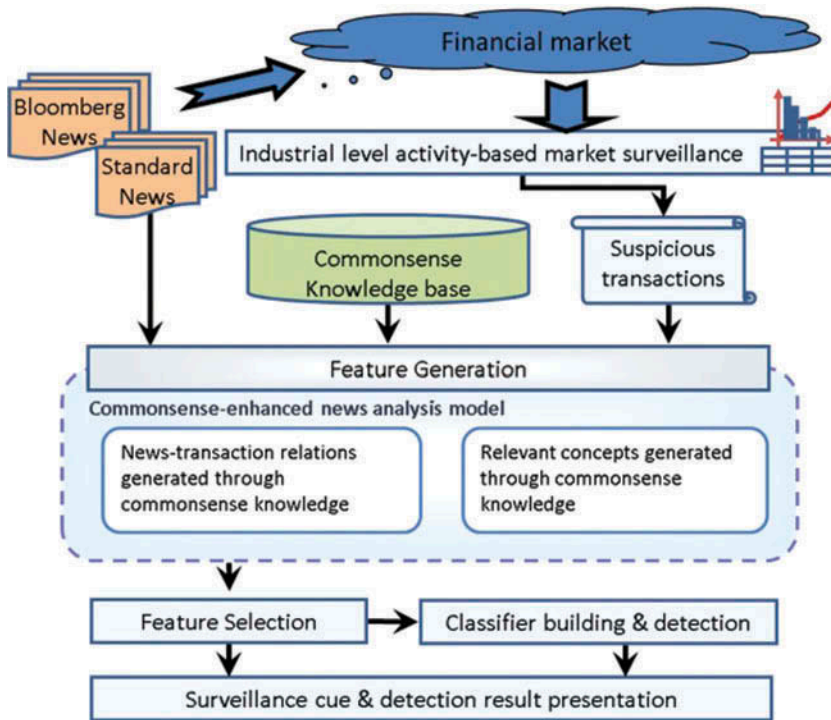 Financial market
Bloomberg
News
Standard
News
Industrial level activity-based market surveillance
Commonsense
Knowledge base
Suspicious
transactions
Feature Generation
Commonsense-enhanced news analysis model
News-transaction relations
generated through
commonsense knowledge
Relevant concepts generated
through commonsense
knowledge
Feature Selection
Classifier building & detection
Surveillance cue & detection result presentation